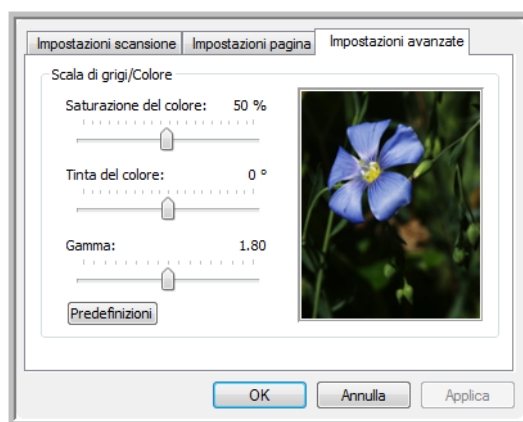 Impostazioni scansione Impostazioni pagina Impostazioni avanzate
Scala di grigi/Colore
Saturazione del colore: 50 %
Tinta del colore: 0 °
Gamma: 1.80
Predefinizioni
OK Annulla Applica